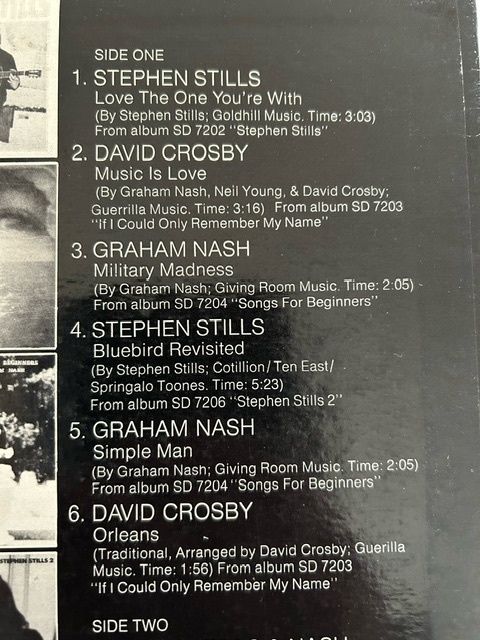 SIDE ONE
1. STEPHEN STILLS
Love The One You're With
(By Stephen Stills; Goldhill Music. Time: 3:03)
From album SD 7202 "Stephen Stills"
2. DAVID CROSBY
Music Is Love
(By Graham Nash, Neil Young, & David Crosby;
Guerrilla Music. Time: 3:16) From album SD 7203
"If I Could Only Remember My Name"
3. GRAHAM NASH
Military Madness
(By Graham Nash; Giving Room Music. Time: 2:05)
From album SD 7204 "Songs For Beginners"
4. STEPHEN STILLS
Bluebird Revisited
(By Stephen Stills; Cotillion/Ten East/
Springalo Toones. Time: 5:23)
From album SD 7206 "Stephen Stills 2"
5. GRAHAM NASH
Simple Man
(By Graham Nash; Giving Room Music. Time: 2:05)
From album SD 7204 "Songs For Beginners"
6. DAVID CROSBY
Orleans
(Traditional, Arranged by David Crosby; Guerilla
Music. Time: 1:56) From album SD 7203
"If I Could Only Remember My Name"
SIDE TWO
BEGINNERS
NASH
STEPHEN STILLS 2